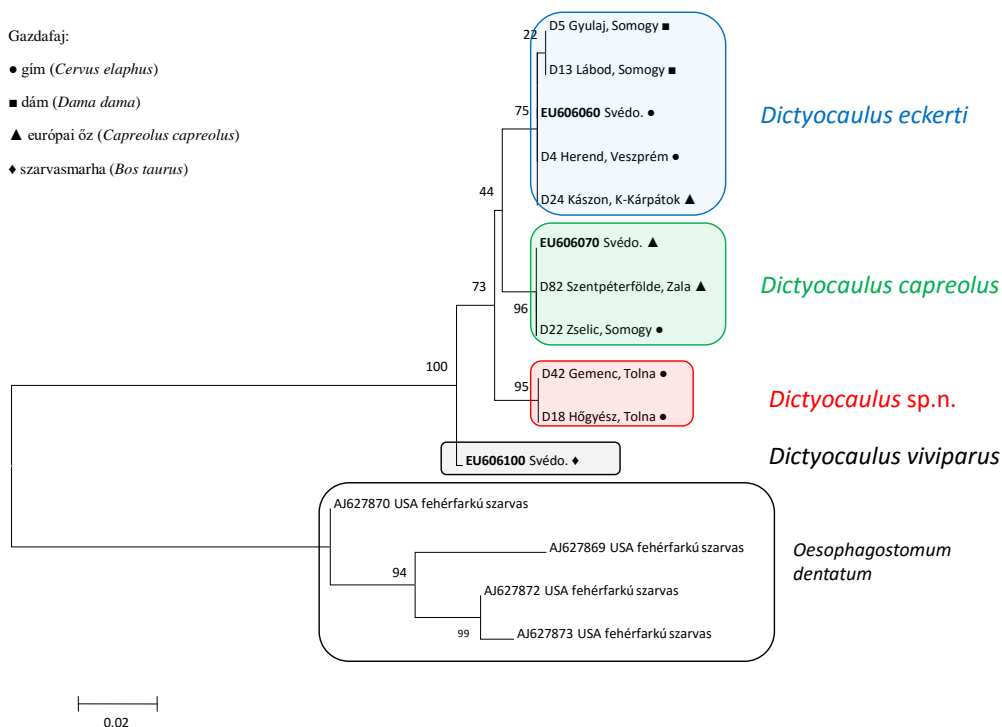 Gazdafaj:
● gím (Cervus elaphus)
■ dám (Dama dama)
▲ európai őz (Capreolus capreolus)
♦ szarvasmarha (Bos taurus)
D5 Gyulaj, Somogy ■
D13 Lábod, Somogy ■
EU606060 Svédo. ●
D4 Herend, Veszprém ●
D24 Kászon, K-Kárpátok ▲
22
75
Dictyocaulus eckerti
44
EU606070 Svédo. ▲
D82 Szentpéterfölde, Zala ▲
D22 Zselic, Somogy ●
96
Dictyocaulus capreolus
73
D42 Gemenc, Tolna ●
D18 Hőgyész, Tolna ●
95
Dictyocaulus sp.n.
100
EU606100 Svédo. ♦
Dictyocaulus viviparus
AJ627870 USA fehérfarkú szarvas
AJ627869 USA fehérfarkú szarvas
AJ627872 USA fehérfarkú szarvas
AJ627873 USA fehérfarkú szarvas
94
99
Oesophagostomum
dentatum
0.02